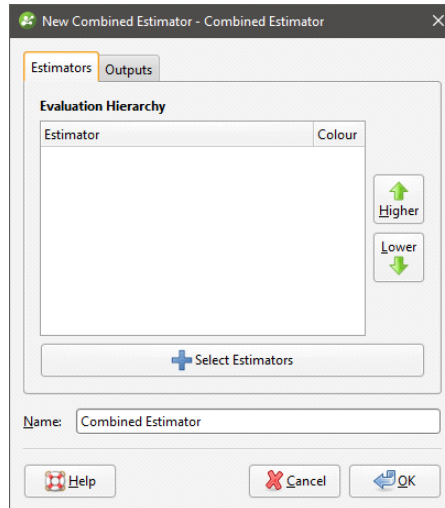 New Combined Estimator - Combined Estimator
Estimators Outputs
Evaluation Hierarchy
Estimator Colour
Higher
Lower
Select Estimators
Name: Combined Estimator
Help Cancel OK